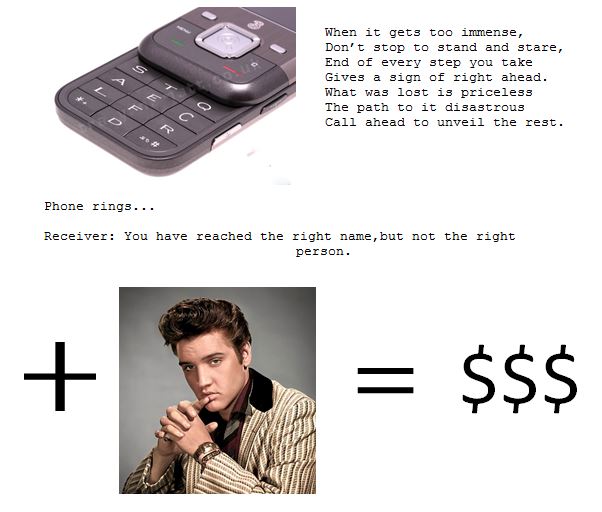 MENU
3
S T Q
A E C
L F R
*+ D #
When it gets too immense,
Don't stop to stand and stare,
End of every step you take
Gives a sign of right ahead.
What was lost is priceless
The path to it disastrous
Call ahead to unveil the rest.
Phone rings...
Receiver: You have reached the right name,but not the right
person.
+ = $$$